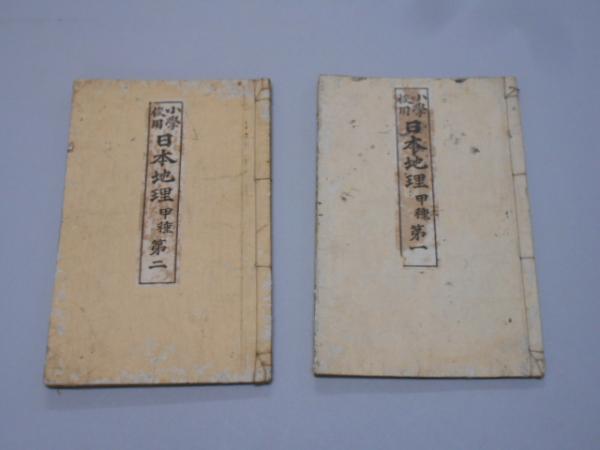 小學校用 日本地理 甲種 第二
小學校用 日本地理 甲種 第一